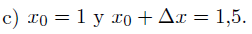 c) x₀ = 1 y x₀ + Δx = 1,5.